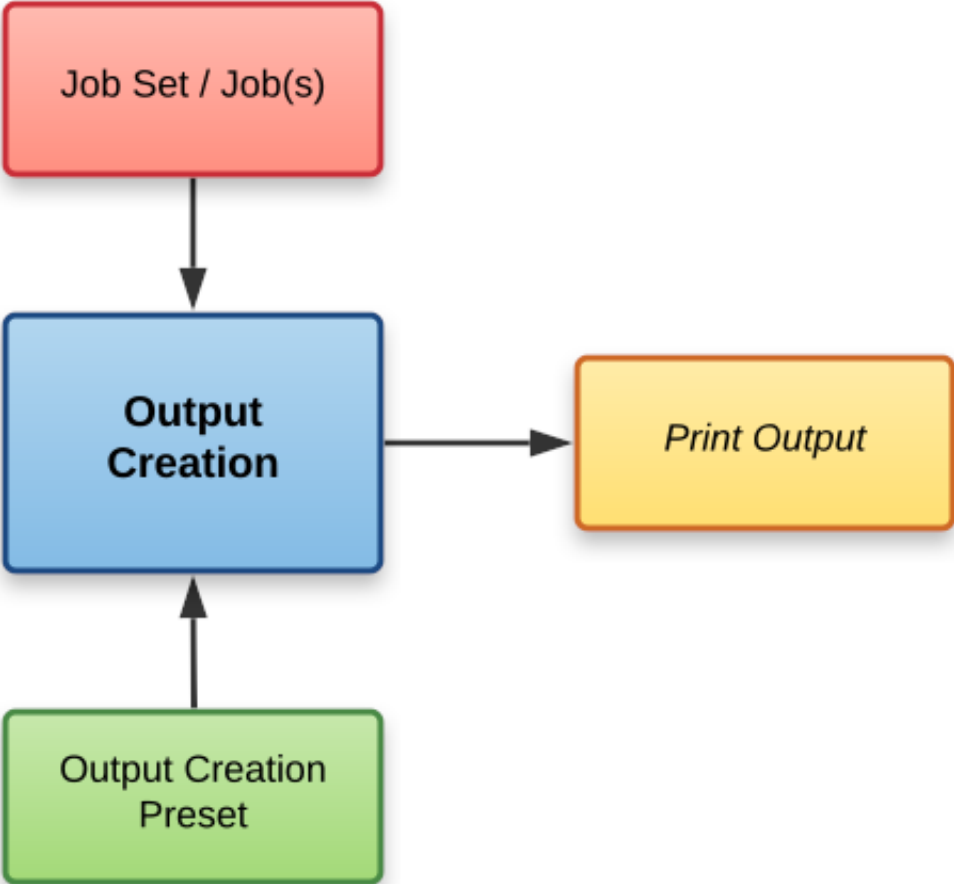 Job Set / Job(s)
Output
Creation
Print Output
Output Creation
Preset